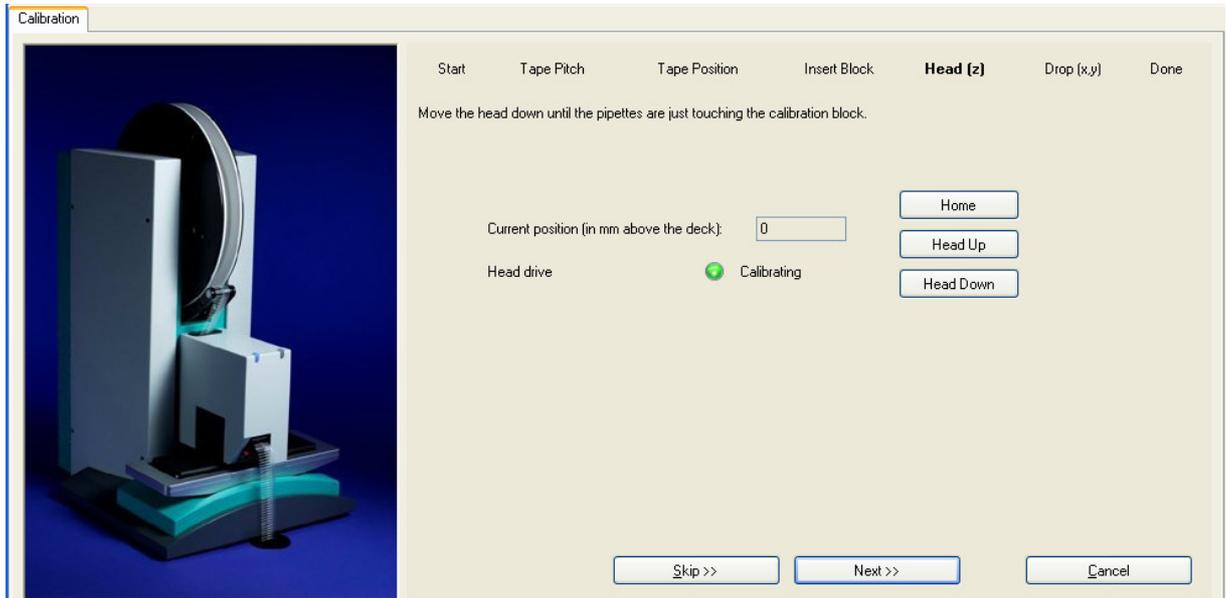 Calibration
Start Tape Pitch Tape Position Insert Block Head (z) Drop (x,y) Done
Move the head down until the pipettes are just touching the calibration block.
Home
Current position (in mm above the deck): 0
Head Up
Head drive Calibrating
Head Down
Skip >> Next >> Cancel